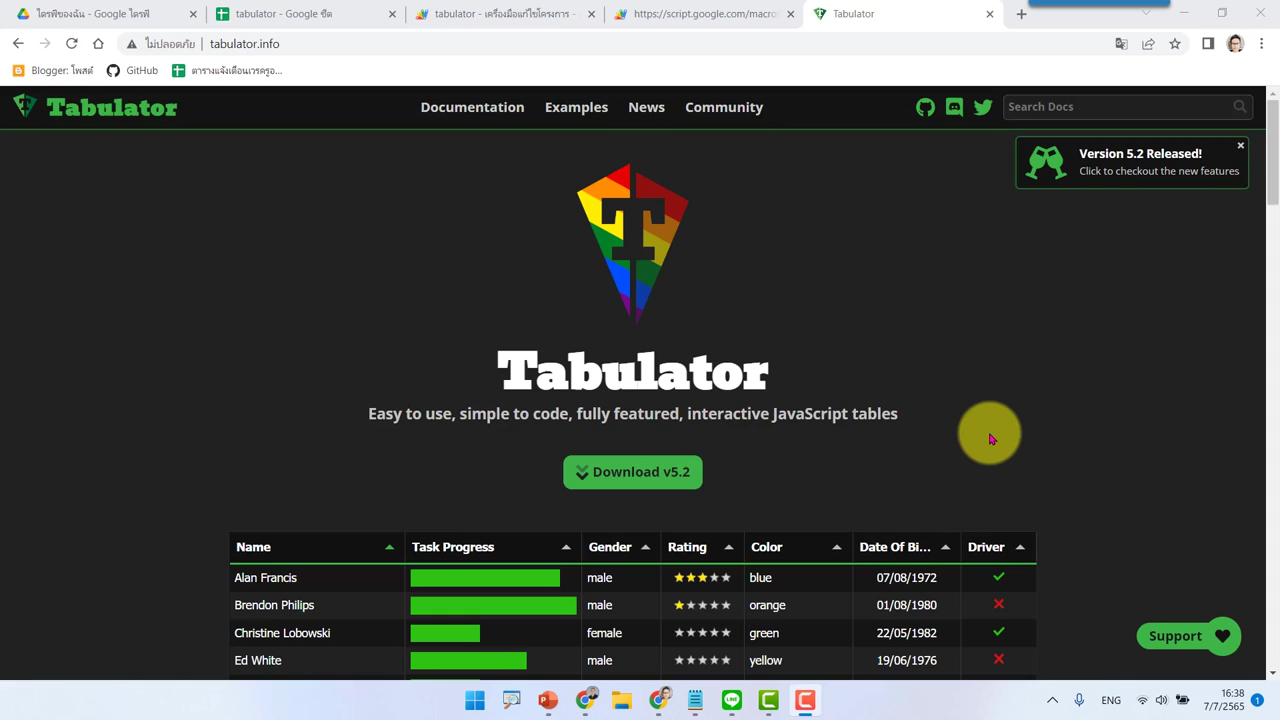 ไดรฟ์ของฉัน - Google ไดรฟ์
tabulator - Google ชีต
tabulator - เครื่องมือแก้ไขโครงการ -
https://script.google.com/macro
Tabulator
ไม่ปลอดภัย
tabulator.info
Blogger: โพสต์
GitHub
ตารางแจ้งเตือนเวรครูอ...
Tabulator
Documentation
Examples
News
Community
Search Docs
Version 5.2 Released!
Click to checkout the new features
T
Tabulator
Easy to use, simple to code, fully featured, interactive JavaScript tables
Download v5.2
Name Task Progress Gender Rating Color Date Of Bi... Driver
Alan Francis male blue 07/08/1972
Brendon Philips male orange 01/08/1980
Christine Lobowski female green 22/05/1982
Ed White male yellow 19/06/1976
Support
ENG
16:38
7/7/2565
1